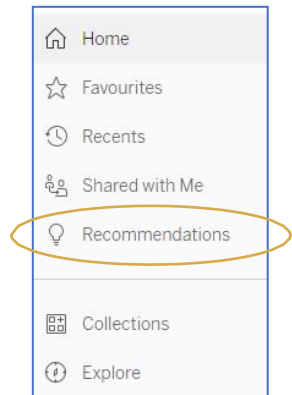 Home
Favourites
Recents
Shared with Me
Recommendations
Collections
Explore